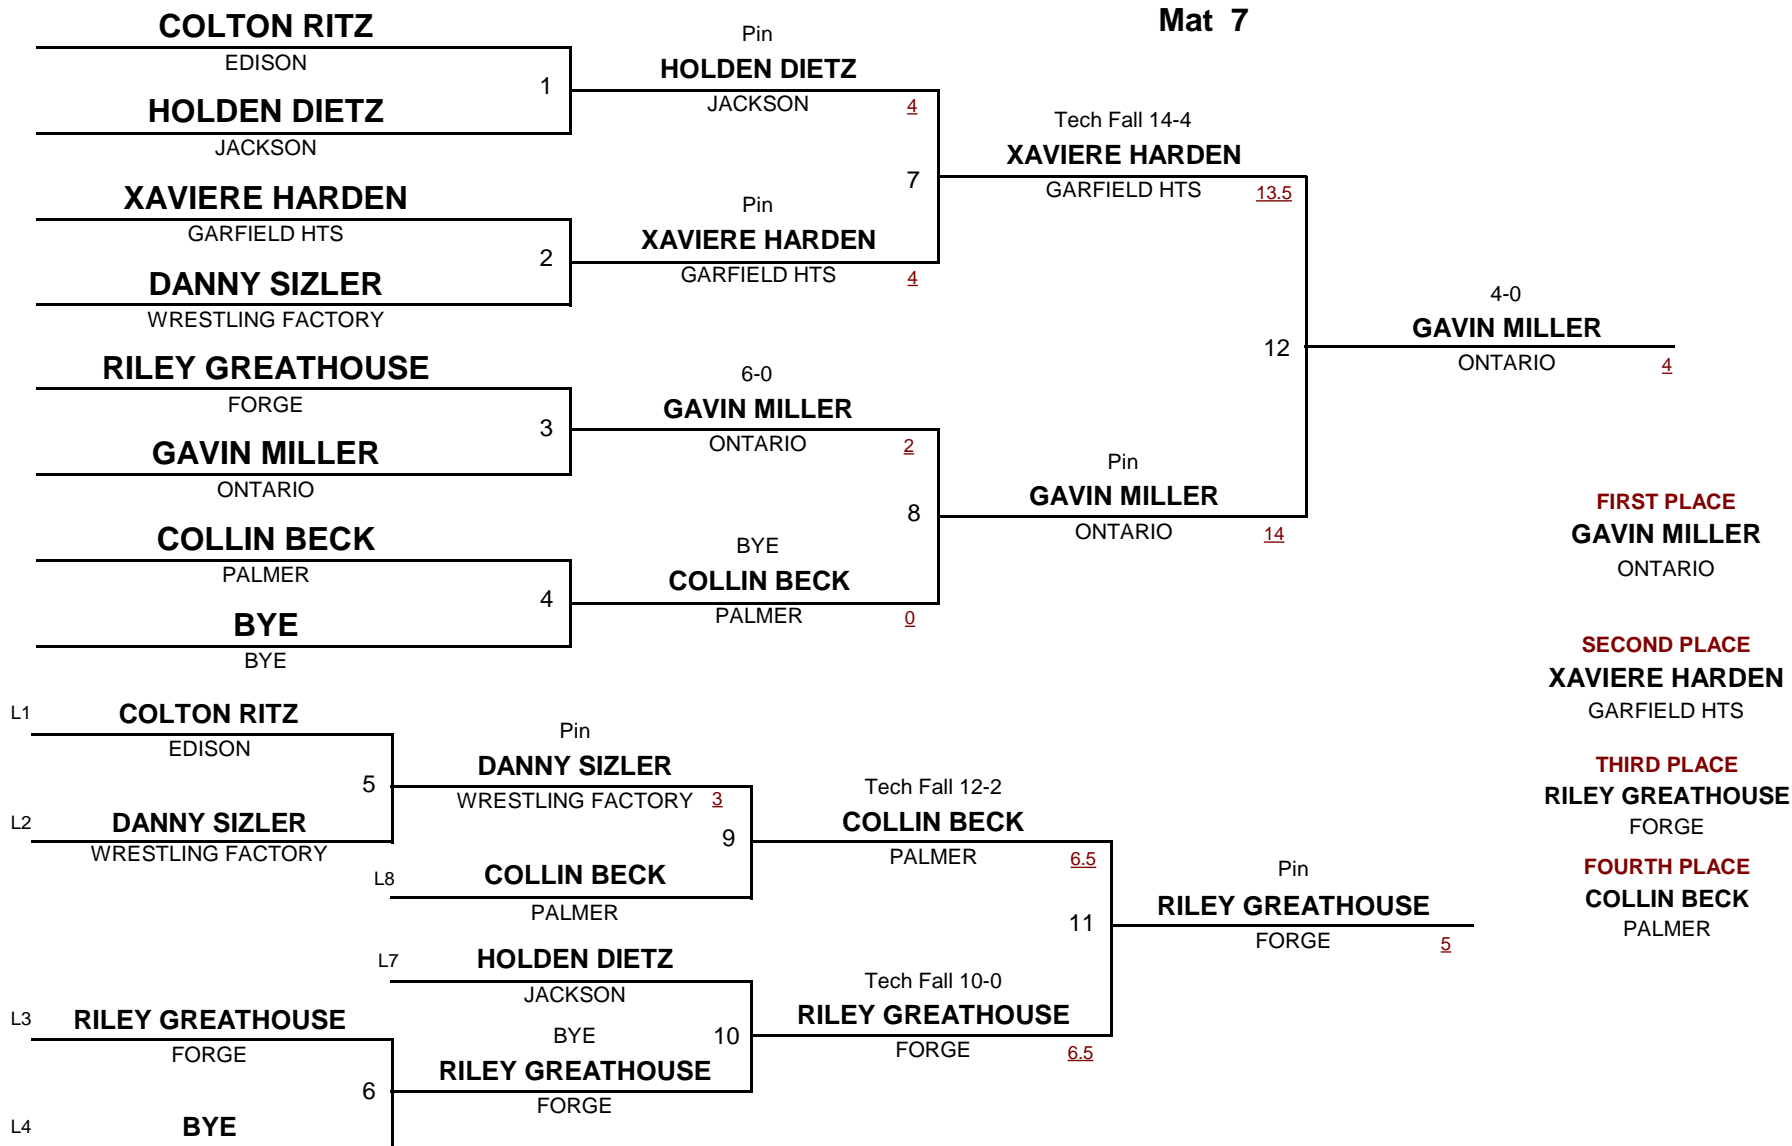 Mat 7
COLTON RITZ
EDISON
1
HOLDEN DIETZ
JACKSON
XAVIERE HARDEN
GARFIELD HTS
2
DANNY SIZLER
WRESTLING FACTORY
RILEY GREATHOUSE
FORGE
3
GAVIN MILLER
ONTARIO
COLLIN BECK
PALMER
4
BYE
BYE
Pin
HOLDEN DIETZ
JACKSON 4
7
Pin
XAVIERE HARDEN
GARFIELD HTS 4
6-0
GAVIN MILLER
ONTARIO 2
8
BYE
COLLIN BECK
PALMER 0
Tech Fall 14-4
XAVIERE HARDEN
GARFIELD HTS 13.5
12
Pin
GAVIN MILLER
ONTARIO 14
4-0
GAVIN MILLER
ONTARIO 4
FIRST PLACE
GAVIN MILLER
ONTARIO
SECOND PLACE
XAVIERE HARDEN
GARFIELD HTS
THIRD PLACE
RILEY GREATHOUSE
FORGE
FOURTH PLACE
COLLIN BECK
PALMER
L1 COLTON RITZ
EDISON
5
L2 DANNY SIZLER
WRESTLING FACTORY
L3 RILEY GREATHOUSE
FORGE
6
L4 BYE
Pin
DANNY SIZLER
WRESTLING FACTORY 3
9
L8 COLLIN BECK
PALMER
L7 HOLDEN DIETZ
JACKSON
10
BYE
RILEY GREATHOUSE
FORGE
Tech Fall 12-2
COLLIN BECK
PALMER 6.5
11
Tech Fall 10-0
RILEY GREATHOUSE
FORGE 6.5
Pin
RILEY GREATHOUSE
FORGE 5